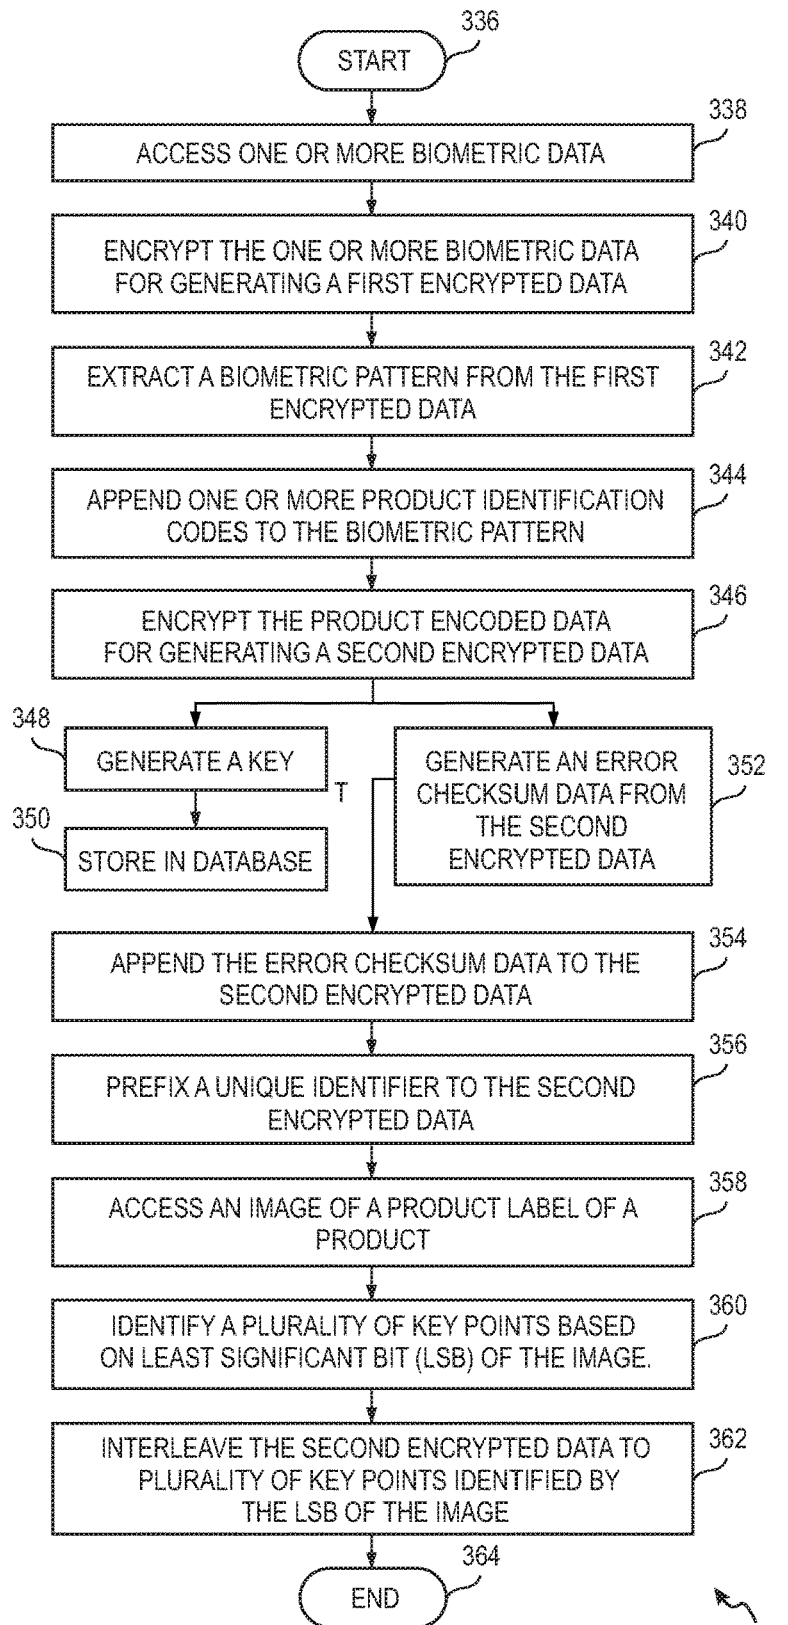 336
START
338
ACCESS ONE OR MORE BIOMETRIC DATA
340
ENCRYPT THE ONE OR MORE BIOMETRIC DATA
FOR GENERATING A FIRST ENCRYPTED DATA
342
EXTRACT A BIOMETRIC PATTERN FROM THE FIRST
ENCRYPTED DATA
344
APPEND ONE OR MORE PRODUCT IDENTIFICATION
CODES TO THE BIOMETRIC PATTERN
346
ENCRYPT THE PRODUCT ENCODED DATA
FOR GENERATING A SECOND ENCRYPTED DATA
348
GENERATE A KEY
T
350
STORE IN DATABASE
352
GENERATE AN ERROR
CHECKSUM DATA FROM
THE SECOND
ENCRYPTED DATA
354
APPEND THE ERROR CHECKSUM DATA TO THE
SECOND ENCRYPTED DATA
356
PREFIX A UNIQUE IDENTIFIER TO THE SECOND
ENCRYPTED DATA
358
ACCESS AN IMAGE OF A PRODUCT LABEL OF A
PRODUCT
360
IDENTIFY A PLURALITY OF KEY POINTS BASED
ON LEAST SIGNIFICANT BIT (LSB) OF THE IMAGE.
362
INTERLEAVE THE SECOND ENCRYPTED DATA TO
PLURALITY OF KEY POINTS IDENTIFIED BY
THE LSB OF THE IMAGE
364
END